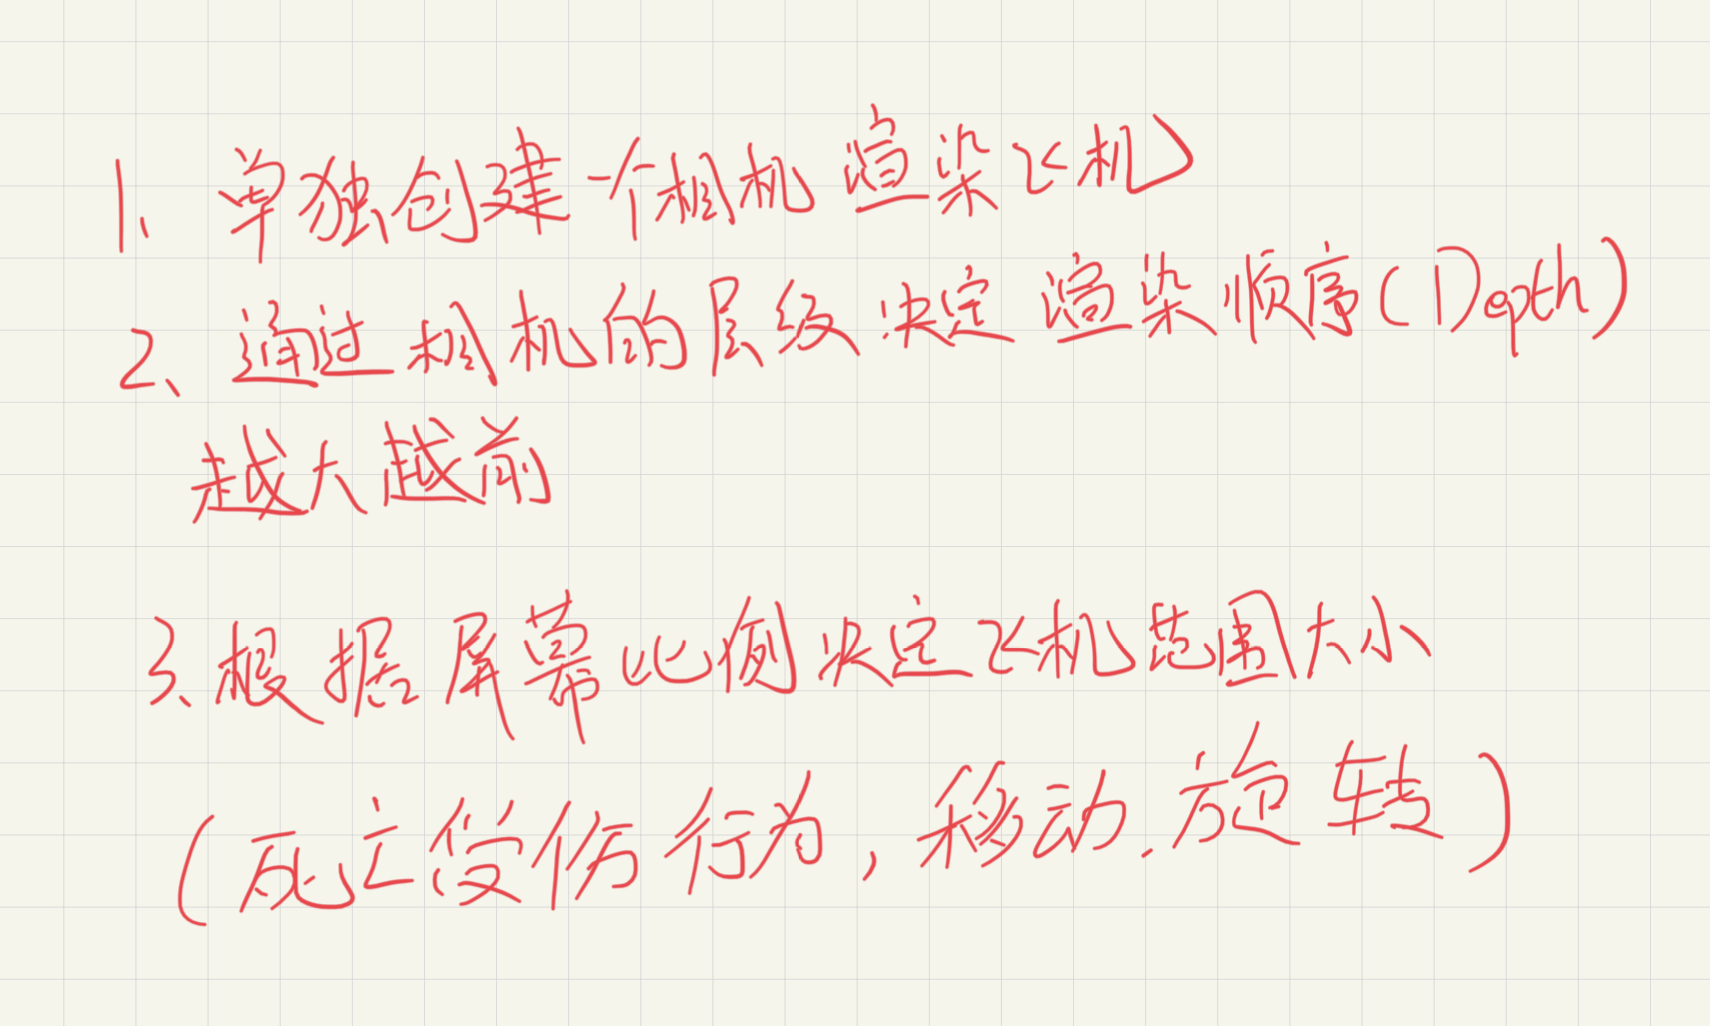 1、单独创建一个相机渲染飞机
2、通过相机的层级决定渲染顺序(Depth)
越大越前
3、根据屏幕比例决定飞机范围大小
(死亡受伤行为,移动.旋转)